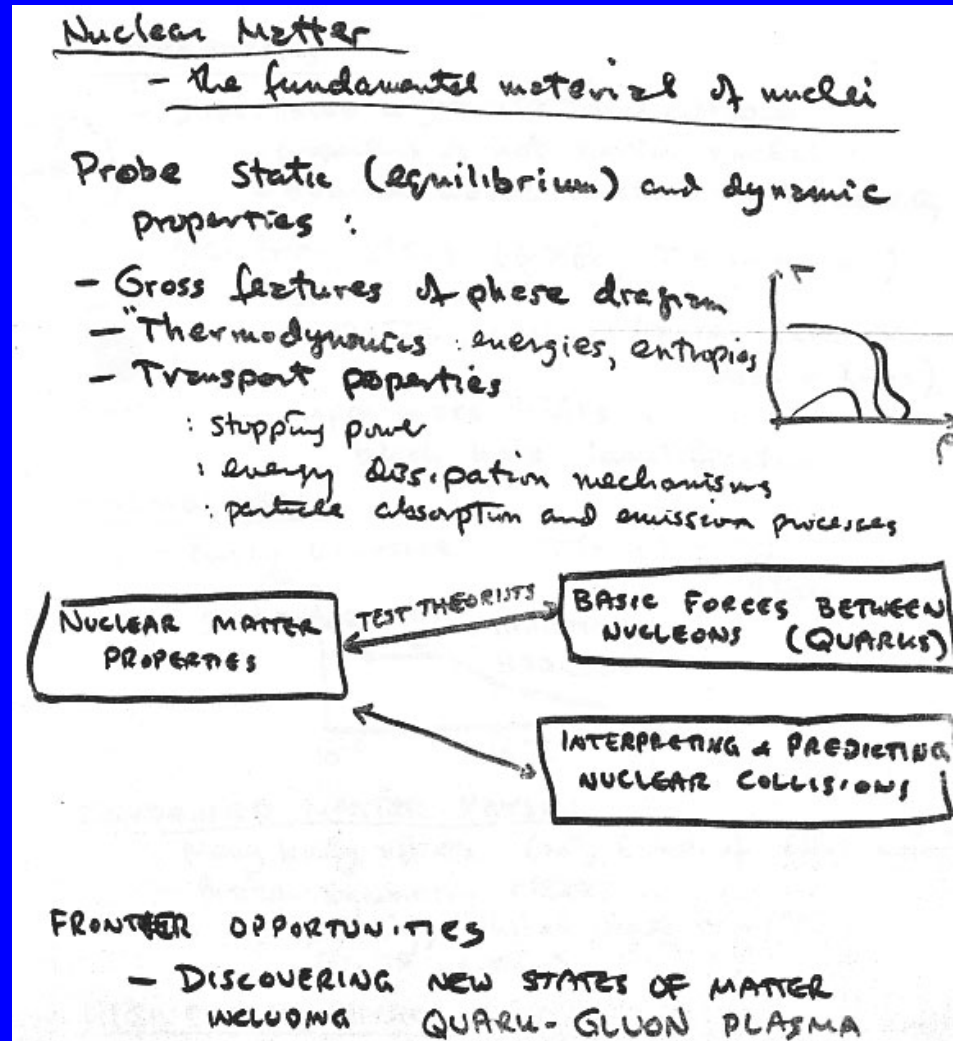 Nuclear Matter
- the fundamental material of nuclei
Probe static (equilibrium) and dynamic
properties :
- Gross features of phase diagram
- "Thermodynamics : energies, entropies
- Transport poperties
: stopping power
: energy dissipation mechanisms
: particle absorption and emission processes
T
ρ
NUCLEAR MATTER
PROPERTIES
TEST THEORISTS
BASIC FORCES BETWEEN
NUCLEONS (QUARKS)
INTERPRETING & PREDICTING
NUCLEAR COLLISIONS
FRONTIER OPPORTUNITIES
- DISCOVERING NEW STATES OF MATTER
INCLUDING QUARK-GLUON PLASMA